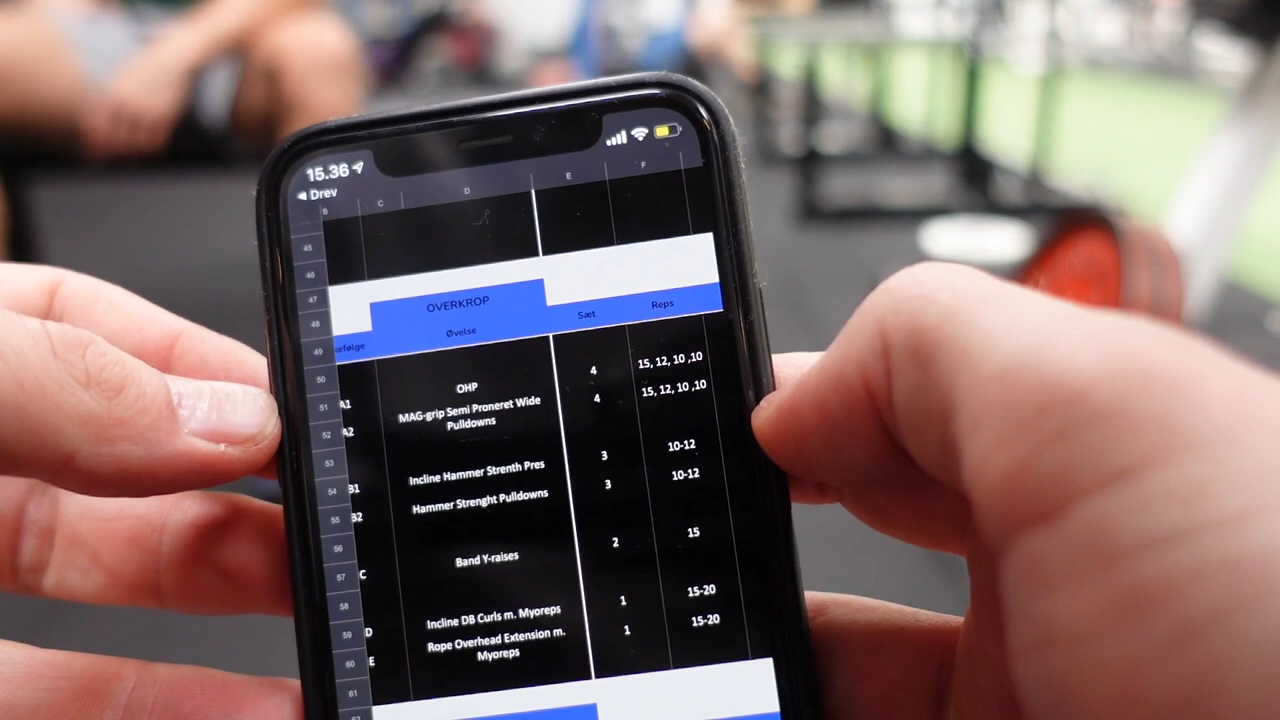 15.36
Drev
B C D E F
45
46
47 OVERKROP
48 Øvelse Sæt Reps
49 kefølge
50 4 15, 12, 10 ,10
OHP
51 A1 4 15, 12, 10 ,10
MAG-grip Semi Proneret Wide
52 A2 Pulldowns
53 3 10-12
Incline Hammer Strenth Pres
54 B1 3 10-12
Hammer Strenght Pulldowns
55 B2
56 2 15
Band Y-raises
57 C
58 1 15-20
Incline DB Curls m. Myoreps
59 D 1 15-20
Rope Overhead Extension m.
60 E Myoreps
61
62